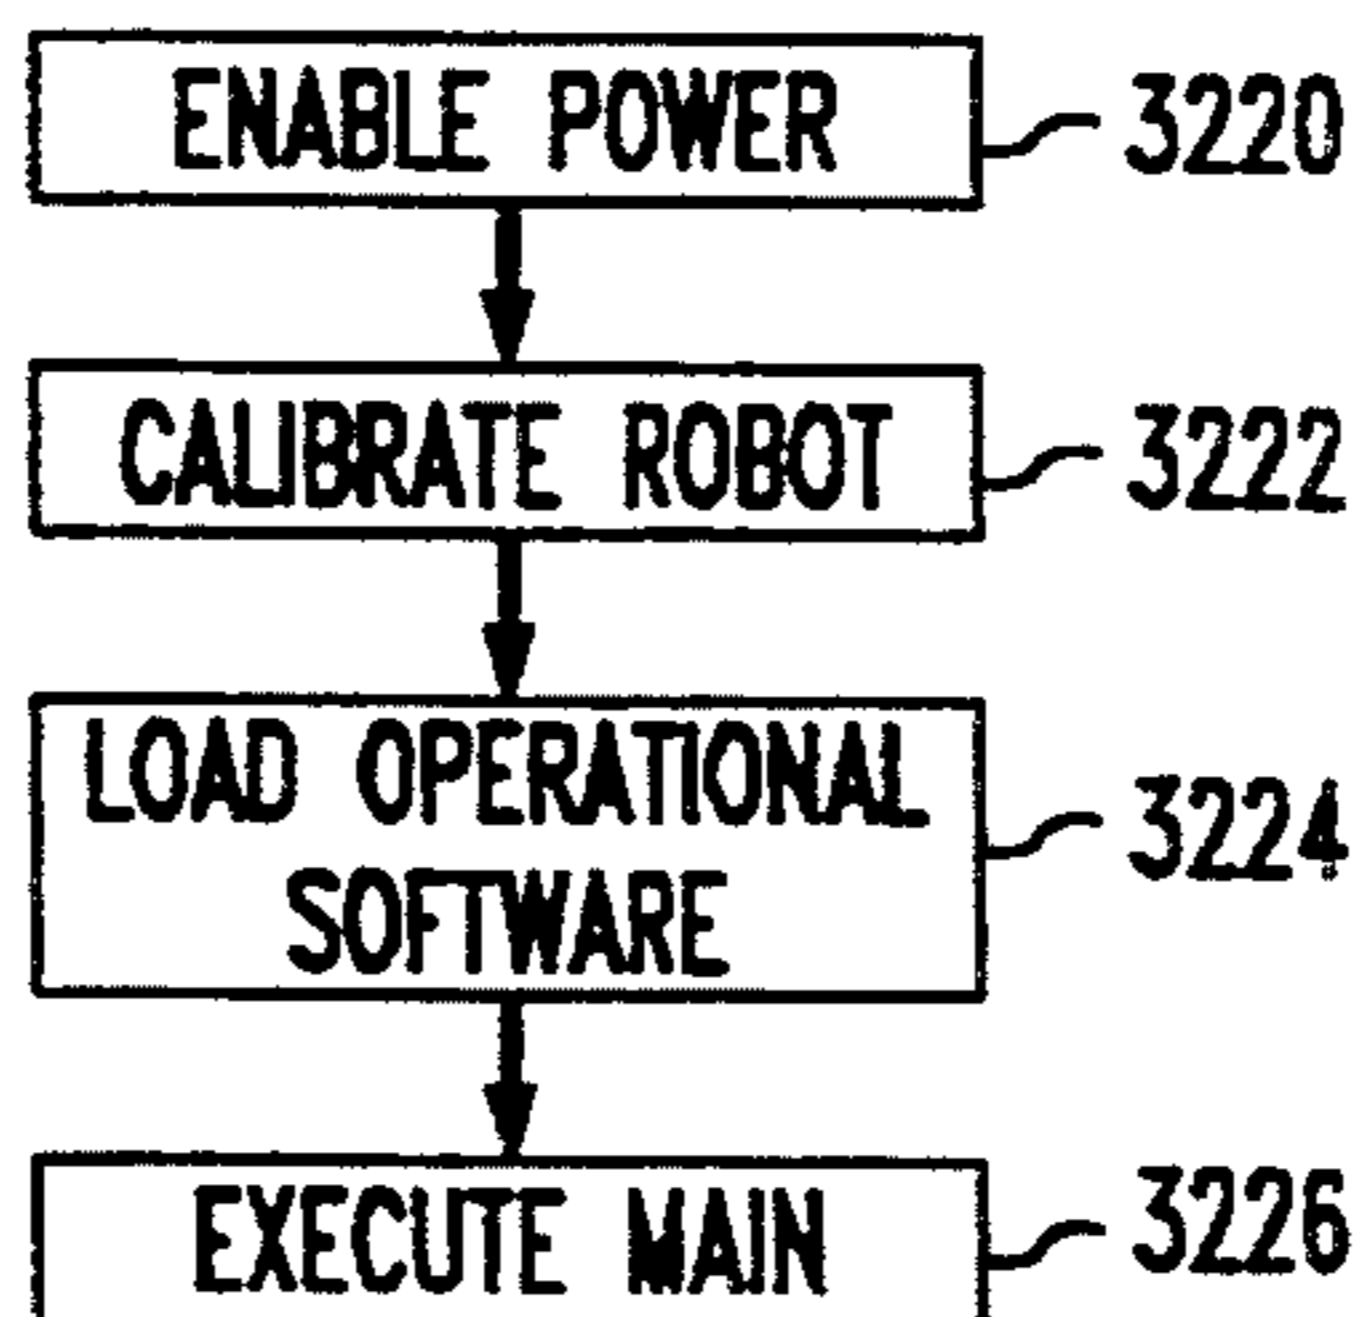 ENABLE POWER
3220
CALIBRATE ROBOT
3222
LOAD OPERATIONAL
SOFTWARE
3224
EXECUTE MAIN
3226